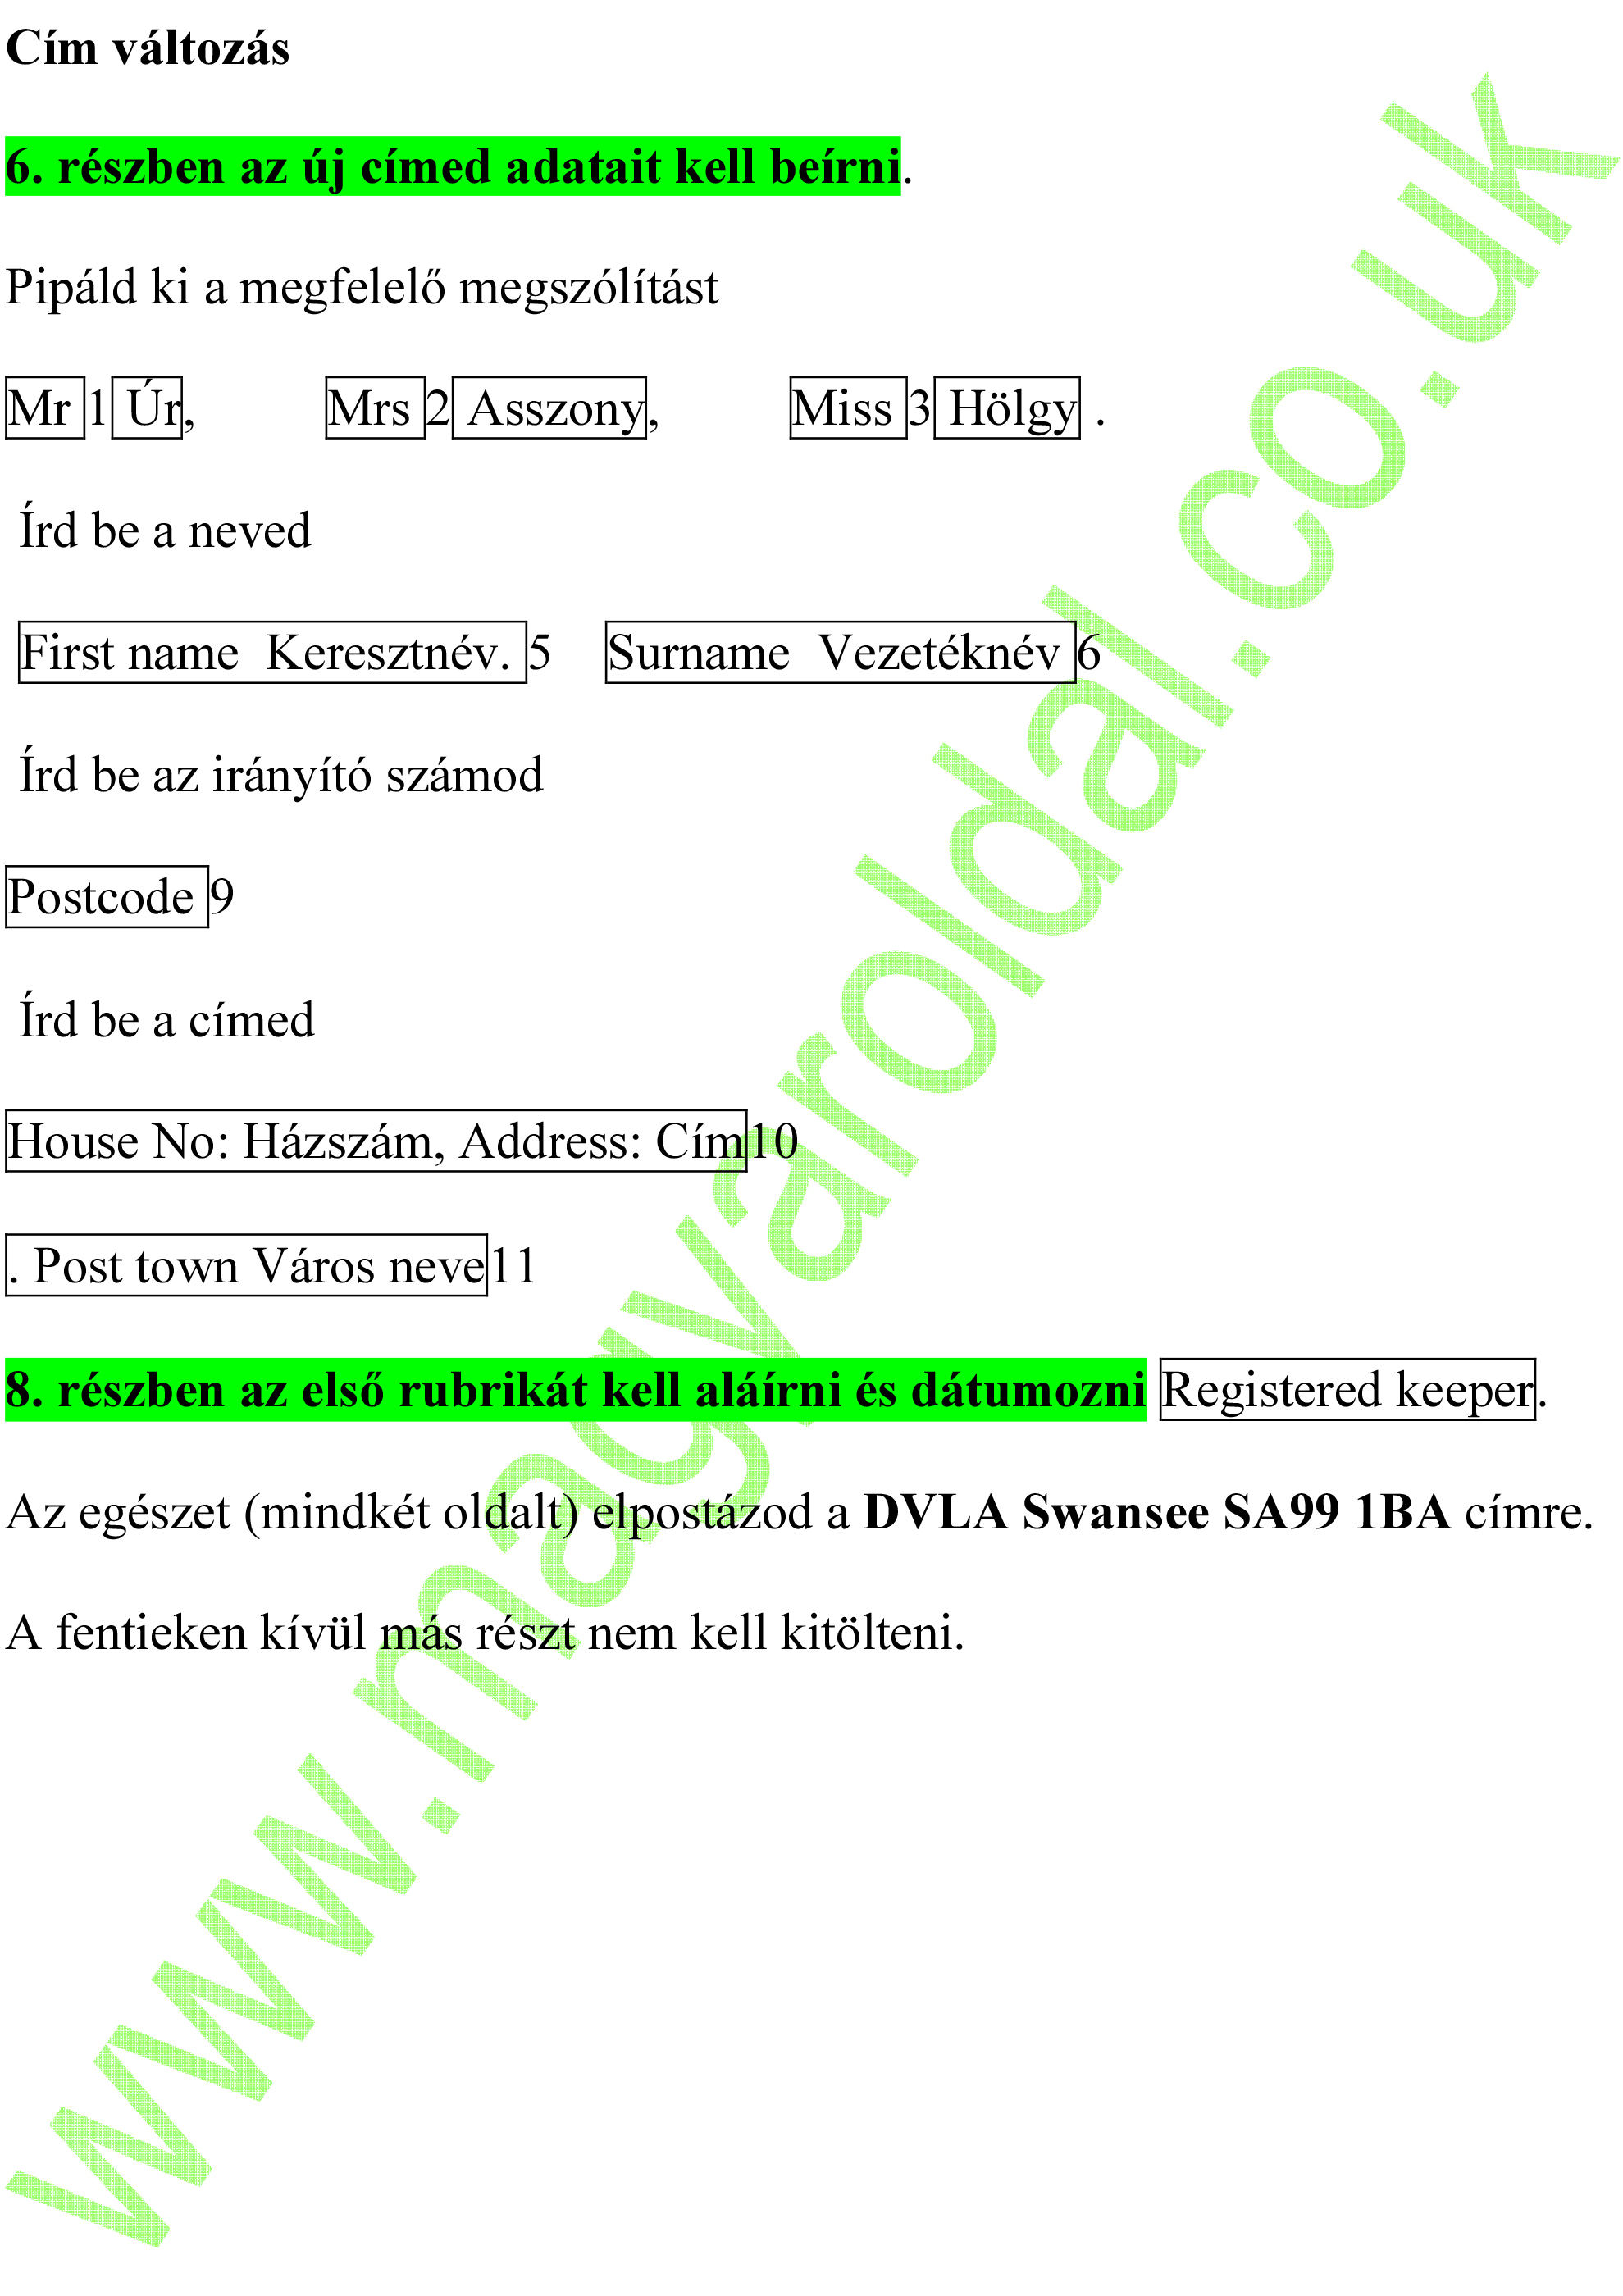 Cím változás
6. részben az új címed adatait kell beírni.
Pipáld ki a megfelelő megszólítást
Mr 1 Úr, Mrs 2 Asszony, Miss 3 Hölgy .
Írd be a neved
First name Keresztnév. 5 Surname Vezetéknév 6
Írd be az irányító számod
Postcode 9
Írd be a címed
House No: Házszám, Address: Cím10
. Post town Város neve11
8. részben az első rubrikát kell aláírni és dátumozni Registered keeper.
Az egészet (mindkét oldalt) elpostázod a DVLA Swansee SA99 1BA címre.
A fentieken kívül más részt nem kell kitölteni.
www.magyaroldal.co.uk